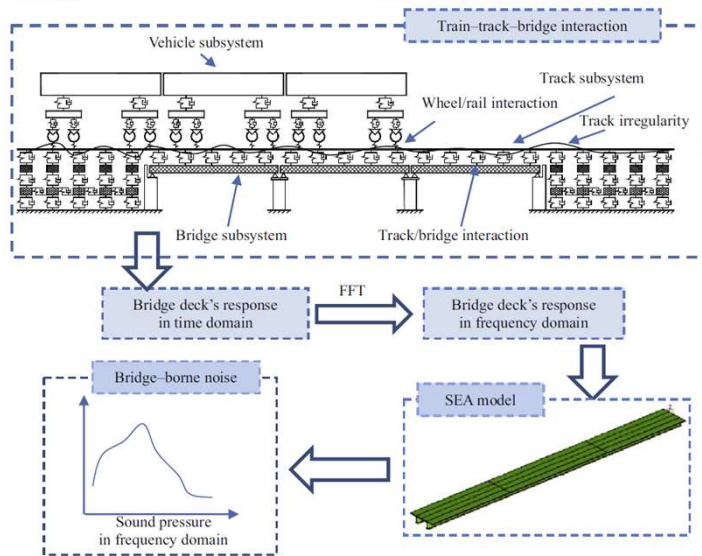 Train–track–bridge interaction
Vehicle subsystem
Track subsystem
Wheel/rail interaction
Track irregularity
Bridge subsystem
Track/bridge interaction
Bridge deck's response
in time domain
FFT
Bridge deck's response
in frequency domain
Bridge–borne noise
SEA model
Sound pressure
in frequency domain